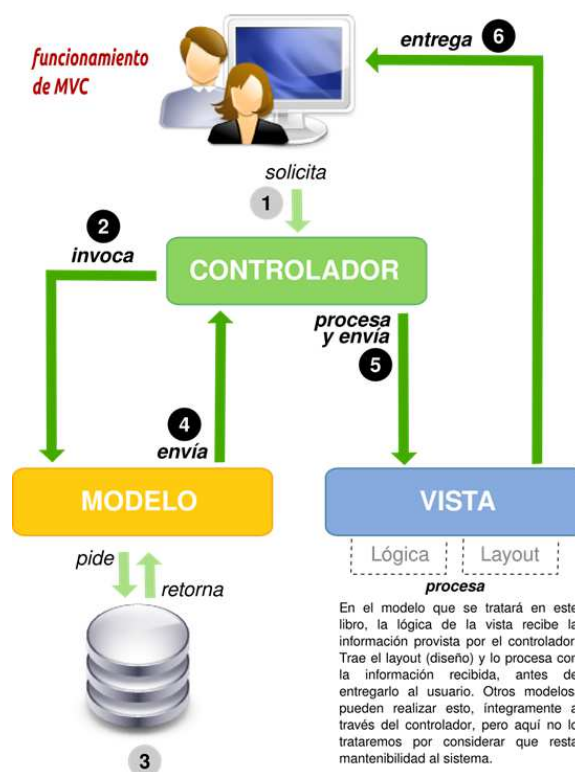 funcionamiento
de MVC
entrega 6
solicita
1
2
invoca
CONTROLADOR
procesa
y envía
5
4
envía
MODELO
VISTA
Lógica
Layout
pide
retorna
procesa
En el modelo que se tratará en este
libro, la lógica de la vista recibe la
información provista por el controlador
Trae el layout (diseño) y lo procesa con
la información recibida, antes de
entregarlo al usuario. Otros modelos
pueden realizar esto, íntegramente a
través del controlador, pero aquí no lo
trataremos por considerar que resta
mantenibilidad al sistema.
3